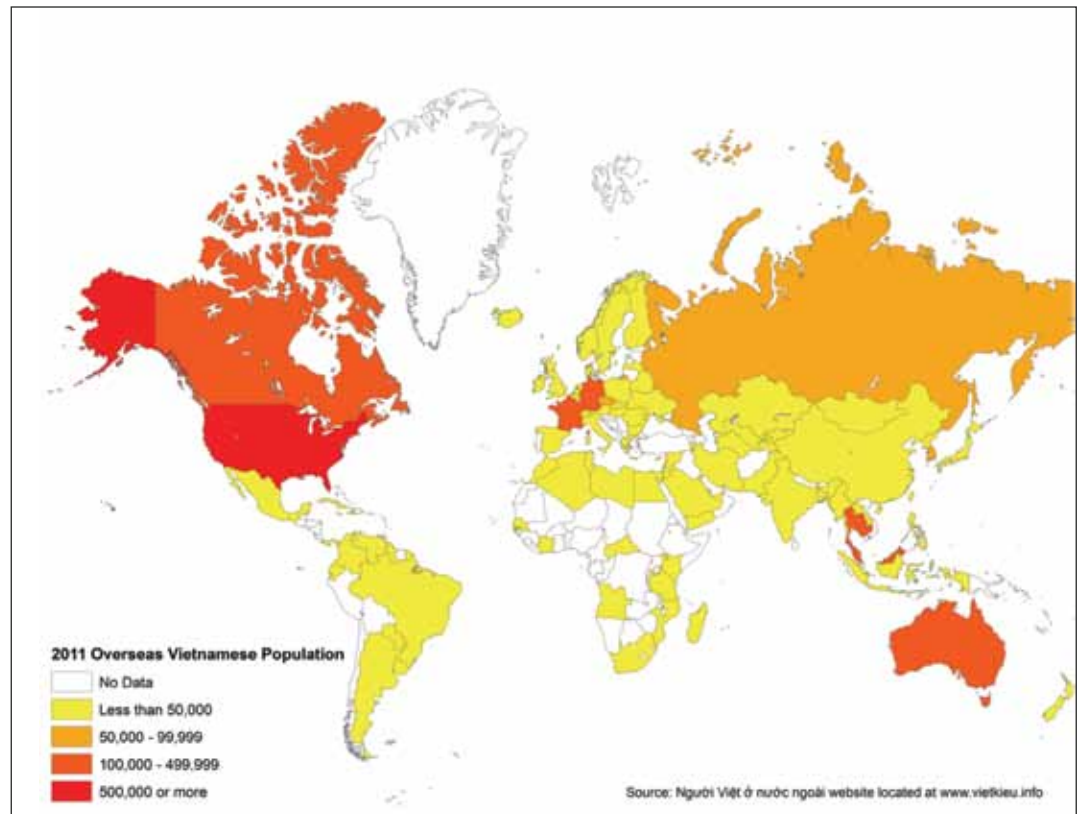 2011 Overseas Vietnamese Population
No Data
Less than 50,000
50,000 - 99,999
100,000 - 499,999
500,000 or more
Source: Người Việt ở nước ngoài website located at www.vietkieu.info